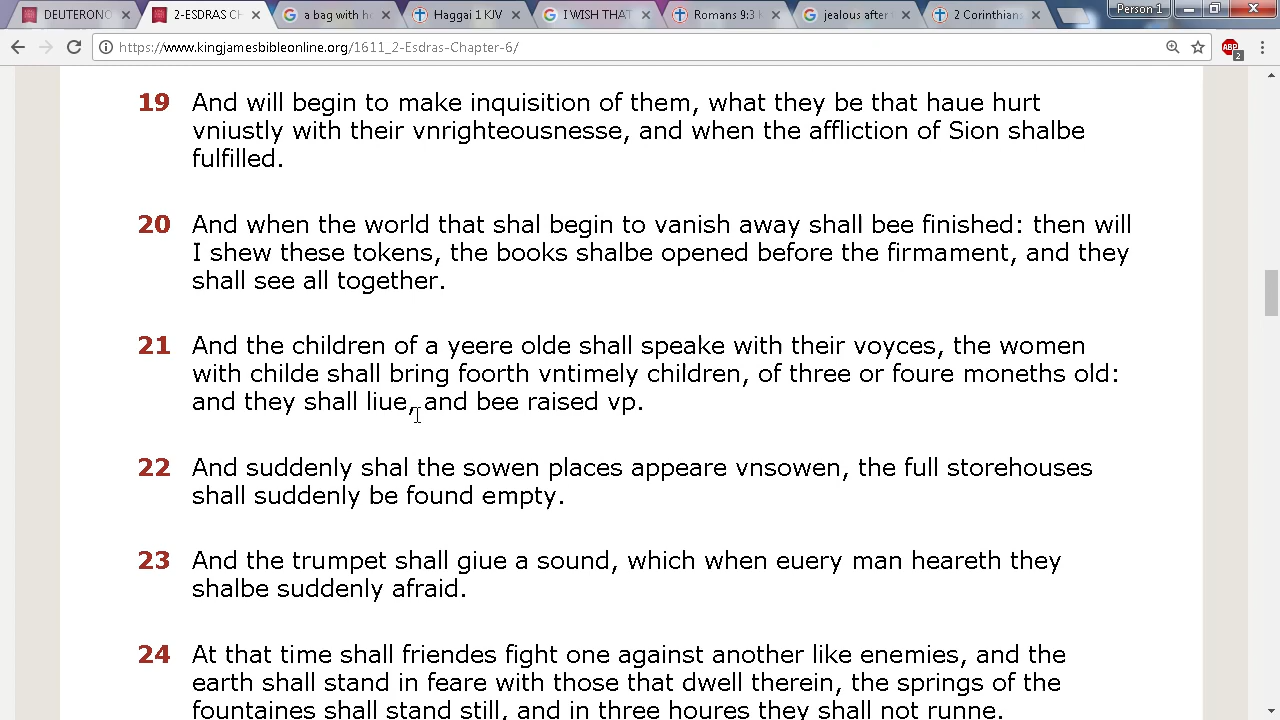 DEUTERONO
2-ESDRAS CH
a bag with ho
Haggai 1 KJV
I WISH THAT
Romans 9:3 K
jealous after
2 Corinthian
Person 1
https://www.kingjamesbibleonline.org/1611_2-Esdras-Chapter-6/
ABP
2
19 And will begin to make inquisition of them, what they be that haue hurt
vniustly with their vnrighteousnesse, and when the affliction of Sion shalbe
fulfilled.
20 And when the world that shal begin to vanish away shall bee finished: then will
I shew these tokens, the books shalbe opened before the firmament, and they
shall see all together.
21 And the children of a yeere olde shall speake with their voyces, the women
with childe shall bring foorth vntimely children, of three or foure moneths old:
and they shall liue, and bee raised vp.
22 And suddenly shal the sowen places appeare vnsowen, the full storehouses
shall suddenly be found empty.
23 And the trumpet shall giue a sound, which when euery man heareth they
shalbe suddenly afraid.
24 At that time shall friendes fight one against another like enemies, and the
earth shall stand in feare with those that dwell therein, the springs of the
fountaines shall stand still, and in three houres they shall not runne.